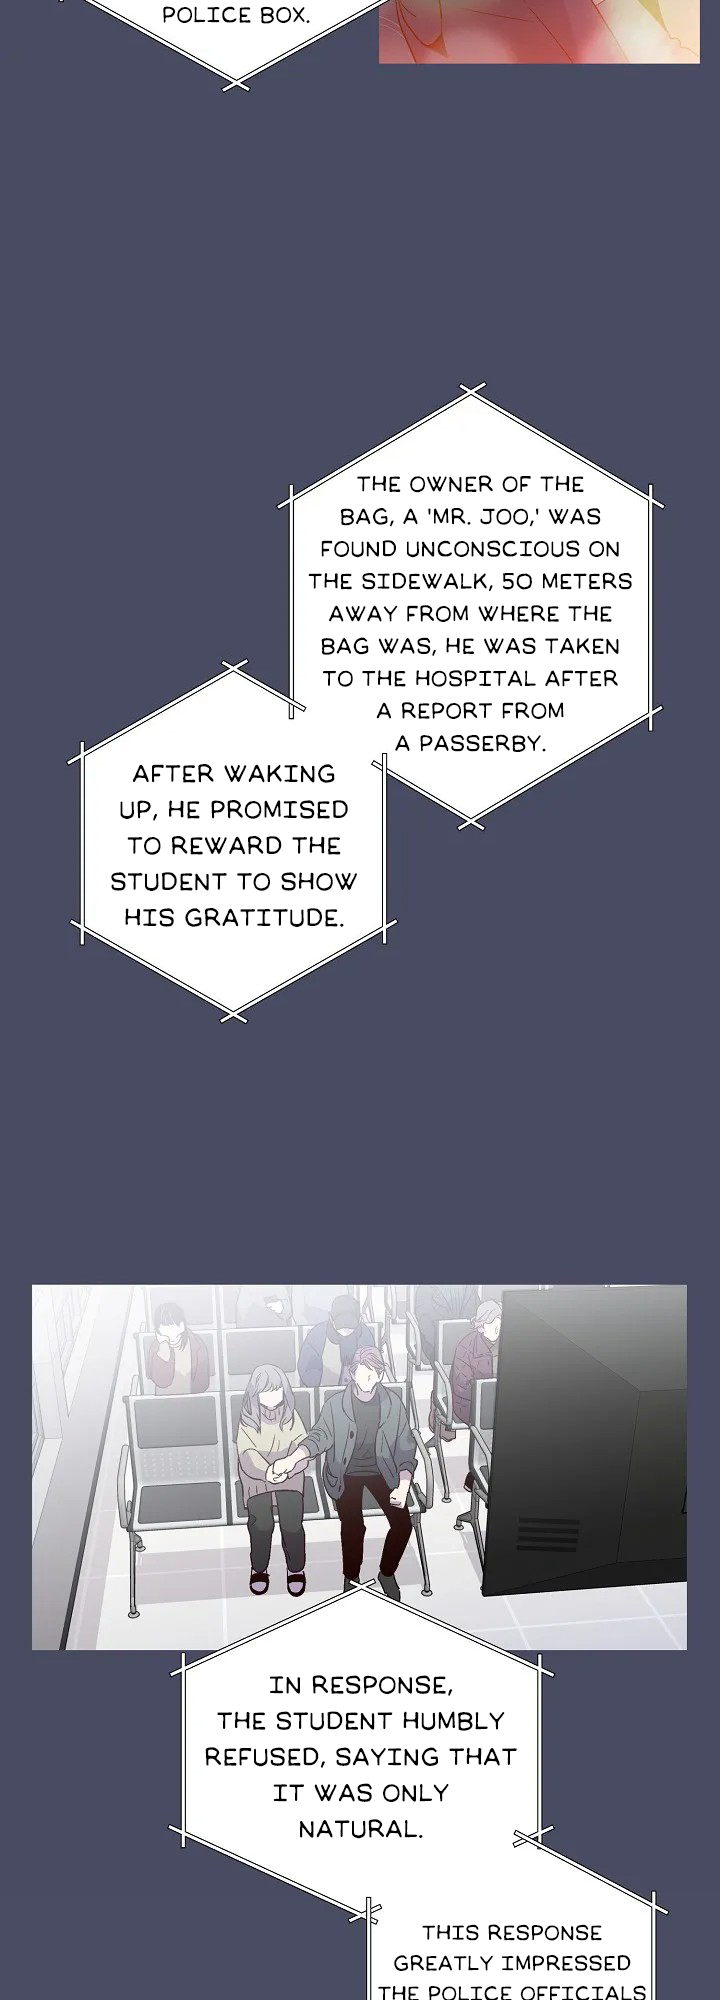 POLICE BOX.
THE OWNER OF THE
BAG, A 'MR. JOO,' WAS
FOUND UNCONSCIOUS ON
THE SIDEWALK, 50 METERS
AWAY FROM WHERE THE
BAG WAS, HE WAS TAKEN
TO THE HOSPITAL AFTER
A REPORT FROM
A PASSERBY.
AFTER WAKING
UP, HE PROMISED
TO REWARD THE
STUDENT TO SHOW
HIS GRATITUDE.
IN RESPONSE,
THE STUDENT HUMBLY
REFUSED, SAYING THAT
IT WAS ONLY
NATURAL.
THIS RESPONSE
GREATLY IMPRESSED
THE POLICE OFFICIALS